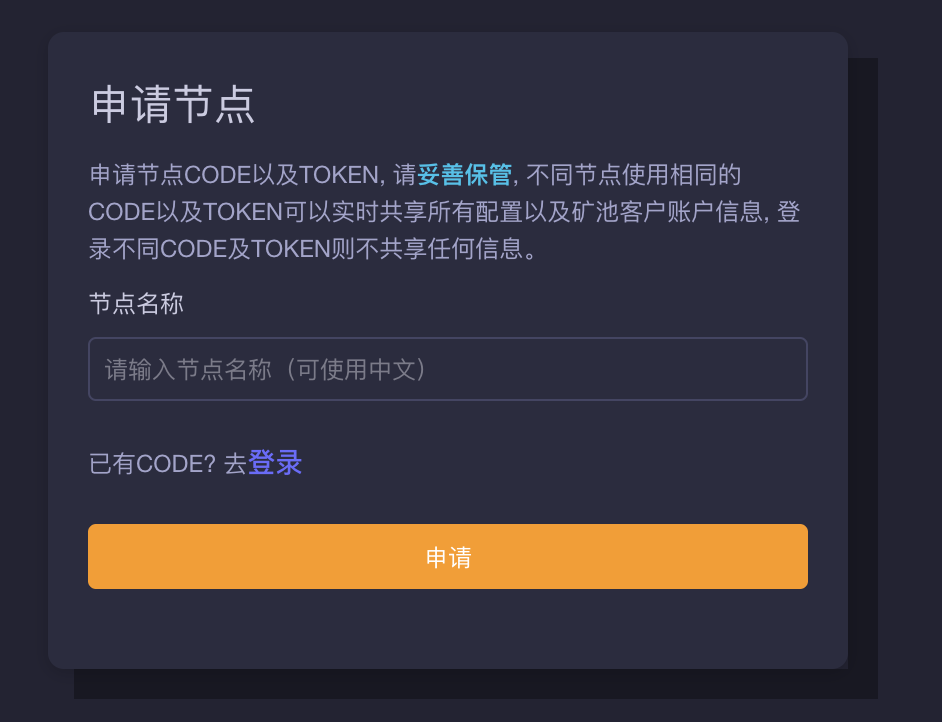 申请节点
申请节点CODE以及TOKEN, 请妥善保管, 不同节点使用相同的
CODE以及TOKEN可以实时共享所有配置以及矿池客户账户信息, 登
录不同CODE及TOKEN则不共享任何信息。
节点名称
请输入节点名称（可使用中文）
已有CODE? 去登录
申请